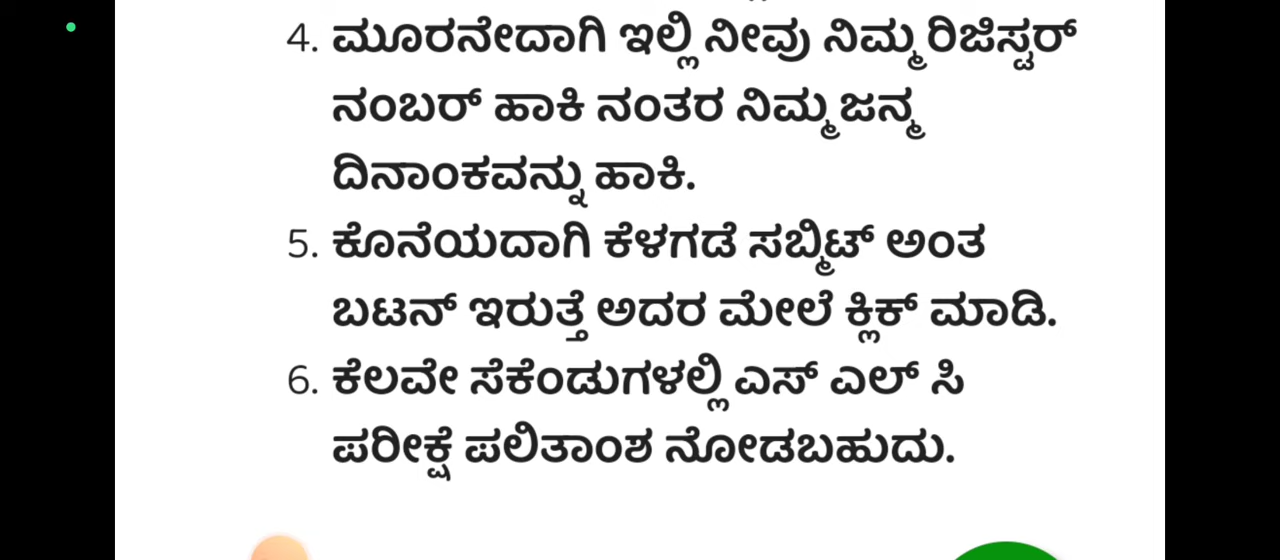 4. ಮೂರನೇದಾಗಿ ಇಲ್ಲಿ ನೀವು ನಿಮ್ಮ ರಿಜಿಸ್ಟರ್
ನಂಬರ್ ಹಾಕಿ ನಂತರ ನಿಮ್ಮ ಜನ್ಮ
ದಿನಾಂಕವನ್ನು ಹಾಕಿ.
5. ಕೊನೆಯದಾಗಿ ಕೆಳಗಡೆ ಸಬ್ಮಿಟ್ ಅಂತ
ಬಟನ್ ಇರುತ್ತೆ ಅದರ ಮೇಲೆ ಕ್ಲಿಕ್ ಮಾಡಿ.
6. ಕೆಲವೇ ಸೆಕೆಂಡುಗಳಲ್ಲಿ ಎಸ್ ಎಲ್ ಸಿ
ಪರೀಕ್ಷೆ ಪಲಿತಾಂಶ ನೋಡಬಹುದು.